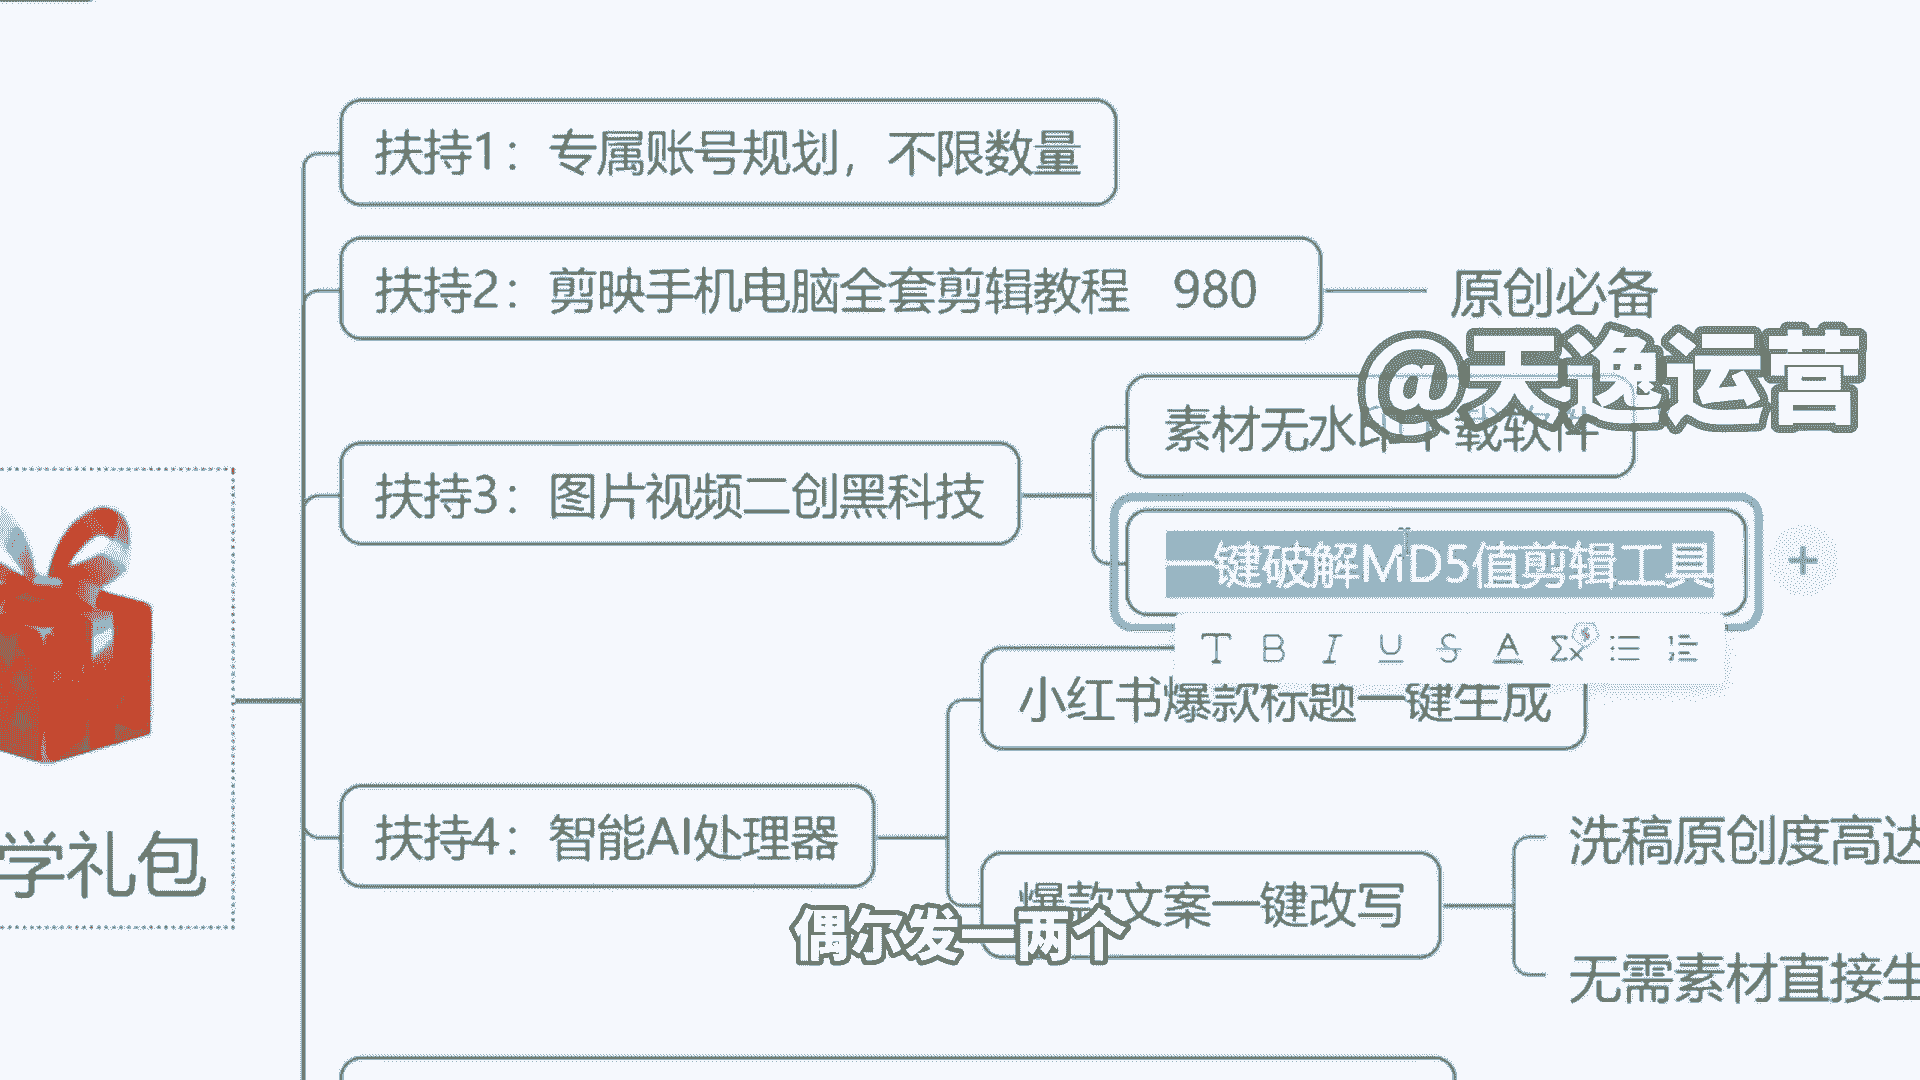 扶持1：专属账号规划，不限数量
扶持2：剪映手机电脑全套剪辑教程 980
原创必备
@天逸运营
素材无水印下载软件
扶持3：图片视频二创黑科技
一键破解MD5值剪辑工具
T B I U S A Σx
小红书爆款标题一键生成
扶持4：智能AI处理器
洗稿原创度高达
学礼包
爆款文案一键改写
偶尔发一两个
无需素材直接生